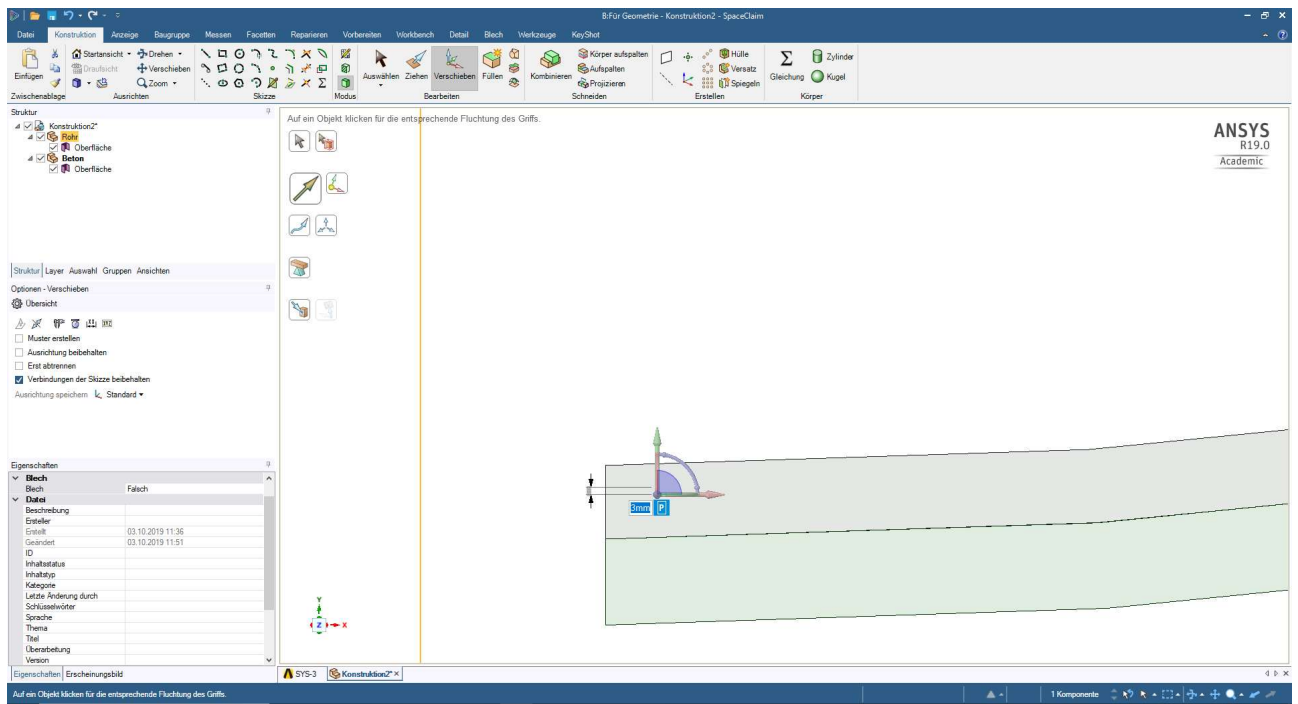 B:Für Geometrie - Konstruktion2 - SpaceClaim
Datei Konstruktion Anzeige Baugruppe Messen Facetten Reparieren Vorbereiten Workbench Detail Blech Werkzeuge KeyShot
Einfügen
Zwischenablage
Startansicht Drehen
Draufsicht Verschieben
Zoom
Ausrichten
Skizze
Modus
Auswählen Ziehen Verschieben Füllen
Bearbeiten
Kombinieren
Körper aufspalten
Aufspalten
Projizieren
Schneiden
Hülle
Versatz
Spiegeln
Erstellen
Gleichung
Zylinder
Kugel
Körper
Struktur
Konstruktion2*
Rohr
Oberfläche
Beton
Oberfläche
Struktur Layer Auswahl Gruppen Ansichten
Optionen - Verschieben
Übersicht
XYZ
Muster erstellen
Ausrichtung beibehalten
Erst abtrennen
Verbindungen der Skizze beibehalten
Ausrichtung speichern Standard
Eigenschaften
Blech
Blech Falsch
Datei
Beschreibung
Ersteller
Erstellt 03.10.2019 11:36
Geändert 03.10.2019 11:51
ID
Inhaltsstatus
Inhaltstyp
Kategorie
Letzte Änderung durch
Schlüsselwörter
Sprache
Thema
Titel
Überarbeitung
Version
Eigenschaften Erscheinungsbild
Auf ein Objekt klicken für die entsprechende Fluchtung des Griffs.
ANSYS
R19.0
Academic
3mm P
Y
Z X
SYS-3 Konstruktion2*
Auf ein Objekt klicken für die entsprechende Fluchtung des Griffs.
1 Komponente